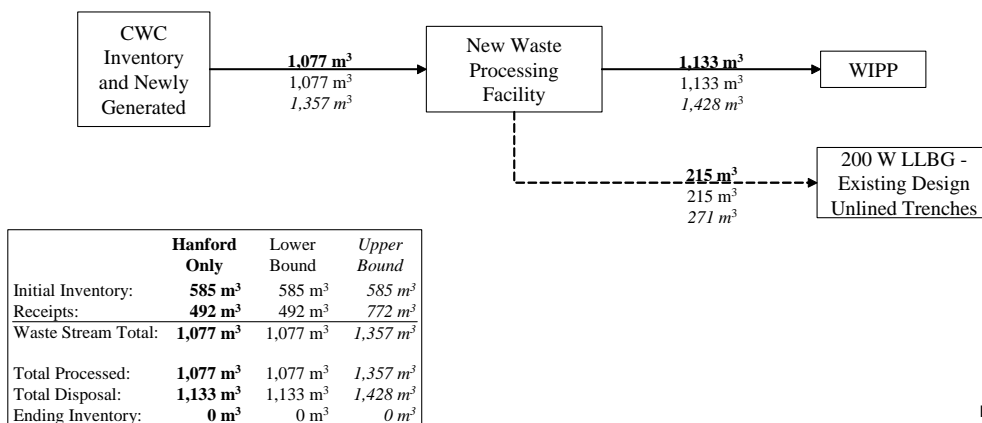 CWC
Inventory
and Newly
Generated
1,077 m³
1,077 m³
1,357 m³
New Waste
Processing
Facility
1,133 m³
1,133 m³
1,428 m³
WIPP
215 m³
215 m³
271 m³
200 W LLBG -
Existing Design
Unlined Trenches
Hanford Only Lower Bound Upper Bound
Initial Inventory: 585 m³ 585 m³ 585 m³
Receipts: 492 m³ 492 m³ 772 m³
Waste Stream Total: 1,077 m³ 1,077 m³ 1,357 m³
Total Processed: 1,077 m³ 1,077 m³ 1,357 m³
Total Disposal: 1,133 m³ 1,133 m³ 1,428 m³
Ending Inventory: 0 m³ 0 m³ 0 m³